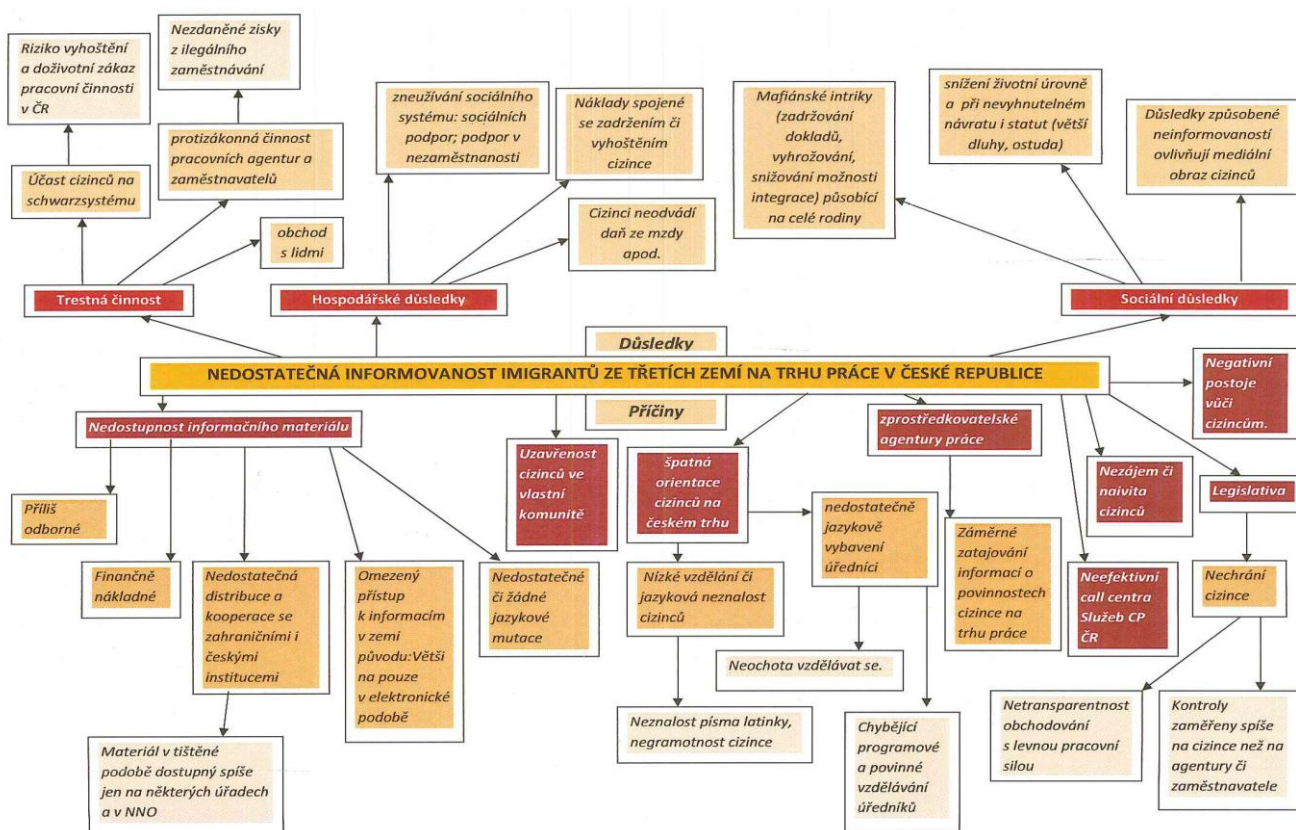 Riziko vyhoštění
a doživotní zákaz
pracovní činnosti
v ČR
Nezdaněné zisky
z ilegálního
zaměstnávání
zneužívání sociálního
systému: sociálních
podpor; podpor v
nezaměstnanosti
Náklady spojené
se zadržením či
vyhoštěním
cizince
Mafiánské intriky
(zadržování
dokladů,
vyhrožování,
snižování možnosti
integrace) působící
na celé rodiny
snížení životní úrovně
a při nevyhnutelném
návratu i statut (větší
dluhy, ostuda)
Důsledky způsobené
neinformovaností
ovlivňují mediální
obraz cizinců
protizákonná činnost
pracovních agentur a
zaměstnavatelů
Účast cizinců na
schwarzsystému
obchod
s lidmi
Cizinci neodvádí
daň ze mzdy
apod.
Trestná činnost
Hospodářské důsledky
Sociální důsledky
Důsledky
NEDOSTATEČNÁ INFORMOVANOST IMIGRANTŮ ZE TŘETÍCH ZEMÍ NA TRHU PRÁCE V ČESKÉ REPUBLICE
Příčiny
Negativní
postoje
vůči
cizincům.
Nedostupnost informačního materiálu
zprostředkovatelské
agentury práce
Uzavřenost
cizinců ve
vlastní
komunitě
špatná
orientace
cizinců na
českém trhu
Nezájem či
naivita
cizinců
Legislativa
Příliš
odborné
nedostatečně
jazykově
vybavení
úředníci
Záměrné
zatajování
informací o
povinnostech
cizince na
trhu práce
Finančně
nákladné
Nedostatečná
distribuce a
kooperace se
zahraničními i
českými
institucemi
Omezený
přístup
k informacím
v zemi
původu:Větši
na pouze
v elektronické
podobě
Nedostatečné
či žádné
jazykové
mutace
Nízké vzdělání či
jazyková neznalost
cizinců
Neefektivní
call centra
Služeb CP
ČR
Nechrání
cizince
Neochota vzdělávat se.
Neznalost písma latinky,
negramotnost cizince
Chybějící
programové
a povinné
vzdělávání
úředníků
Netransparentnost
obchodování
s levnou pracovní
silou
Kontroly
zaměřeny spíše
na cizince než na
agentury či
zaměstnavatele
Materiál v tištěné
podobě dostupný spíše
jen na některých úřadech
a v NNO